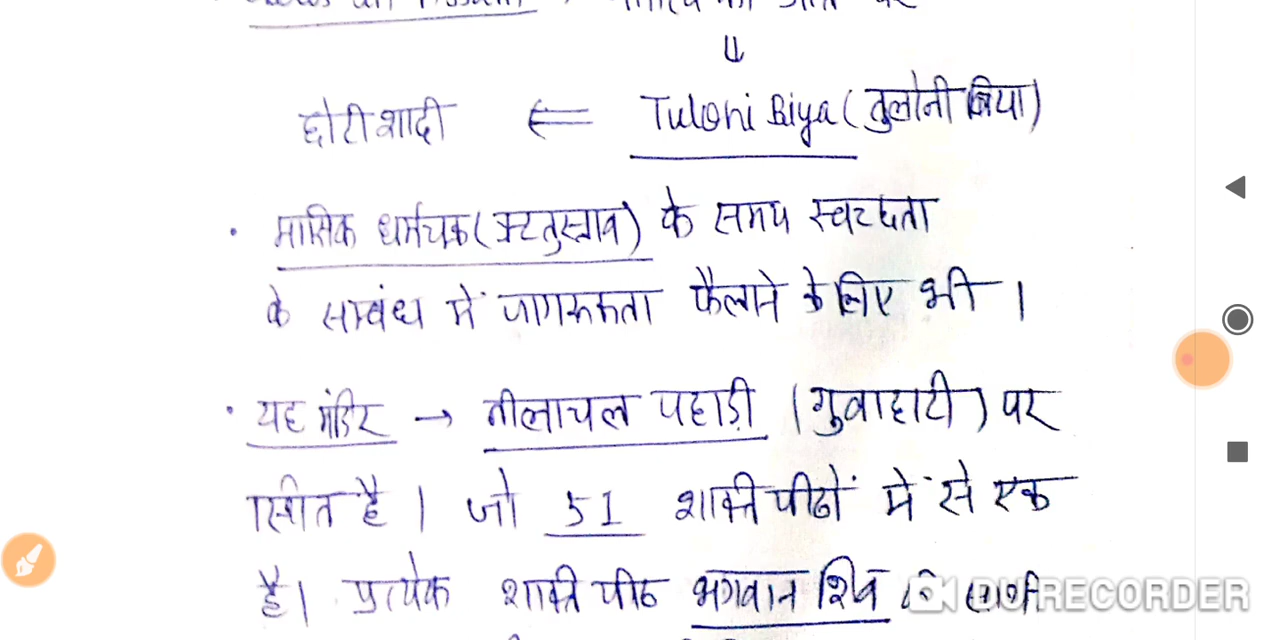 छोटी शादी ⇐ Tuloni Biya (तुलोनी बिया)
• मासिक धर्मचक्र (ऋतुस्त्राव) के समय स्वच्छता
के सम्बंध में जागरूकता फैलाने के लिए भी ।
• यह मंदिर → नीलाचल पहाड़ी (गुवाहाटी) पर
स्थीत है । जो 51 शक्ति पीठों में से एक
है। प्रत्येक शक्ति पीठ भगवान शिव की
RECORDER